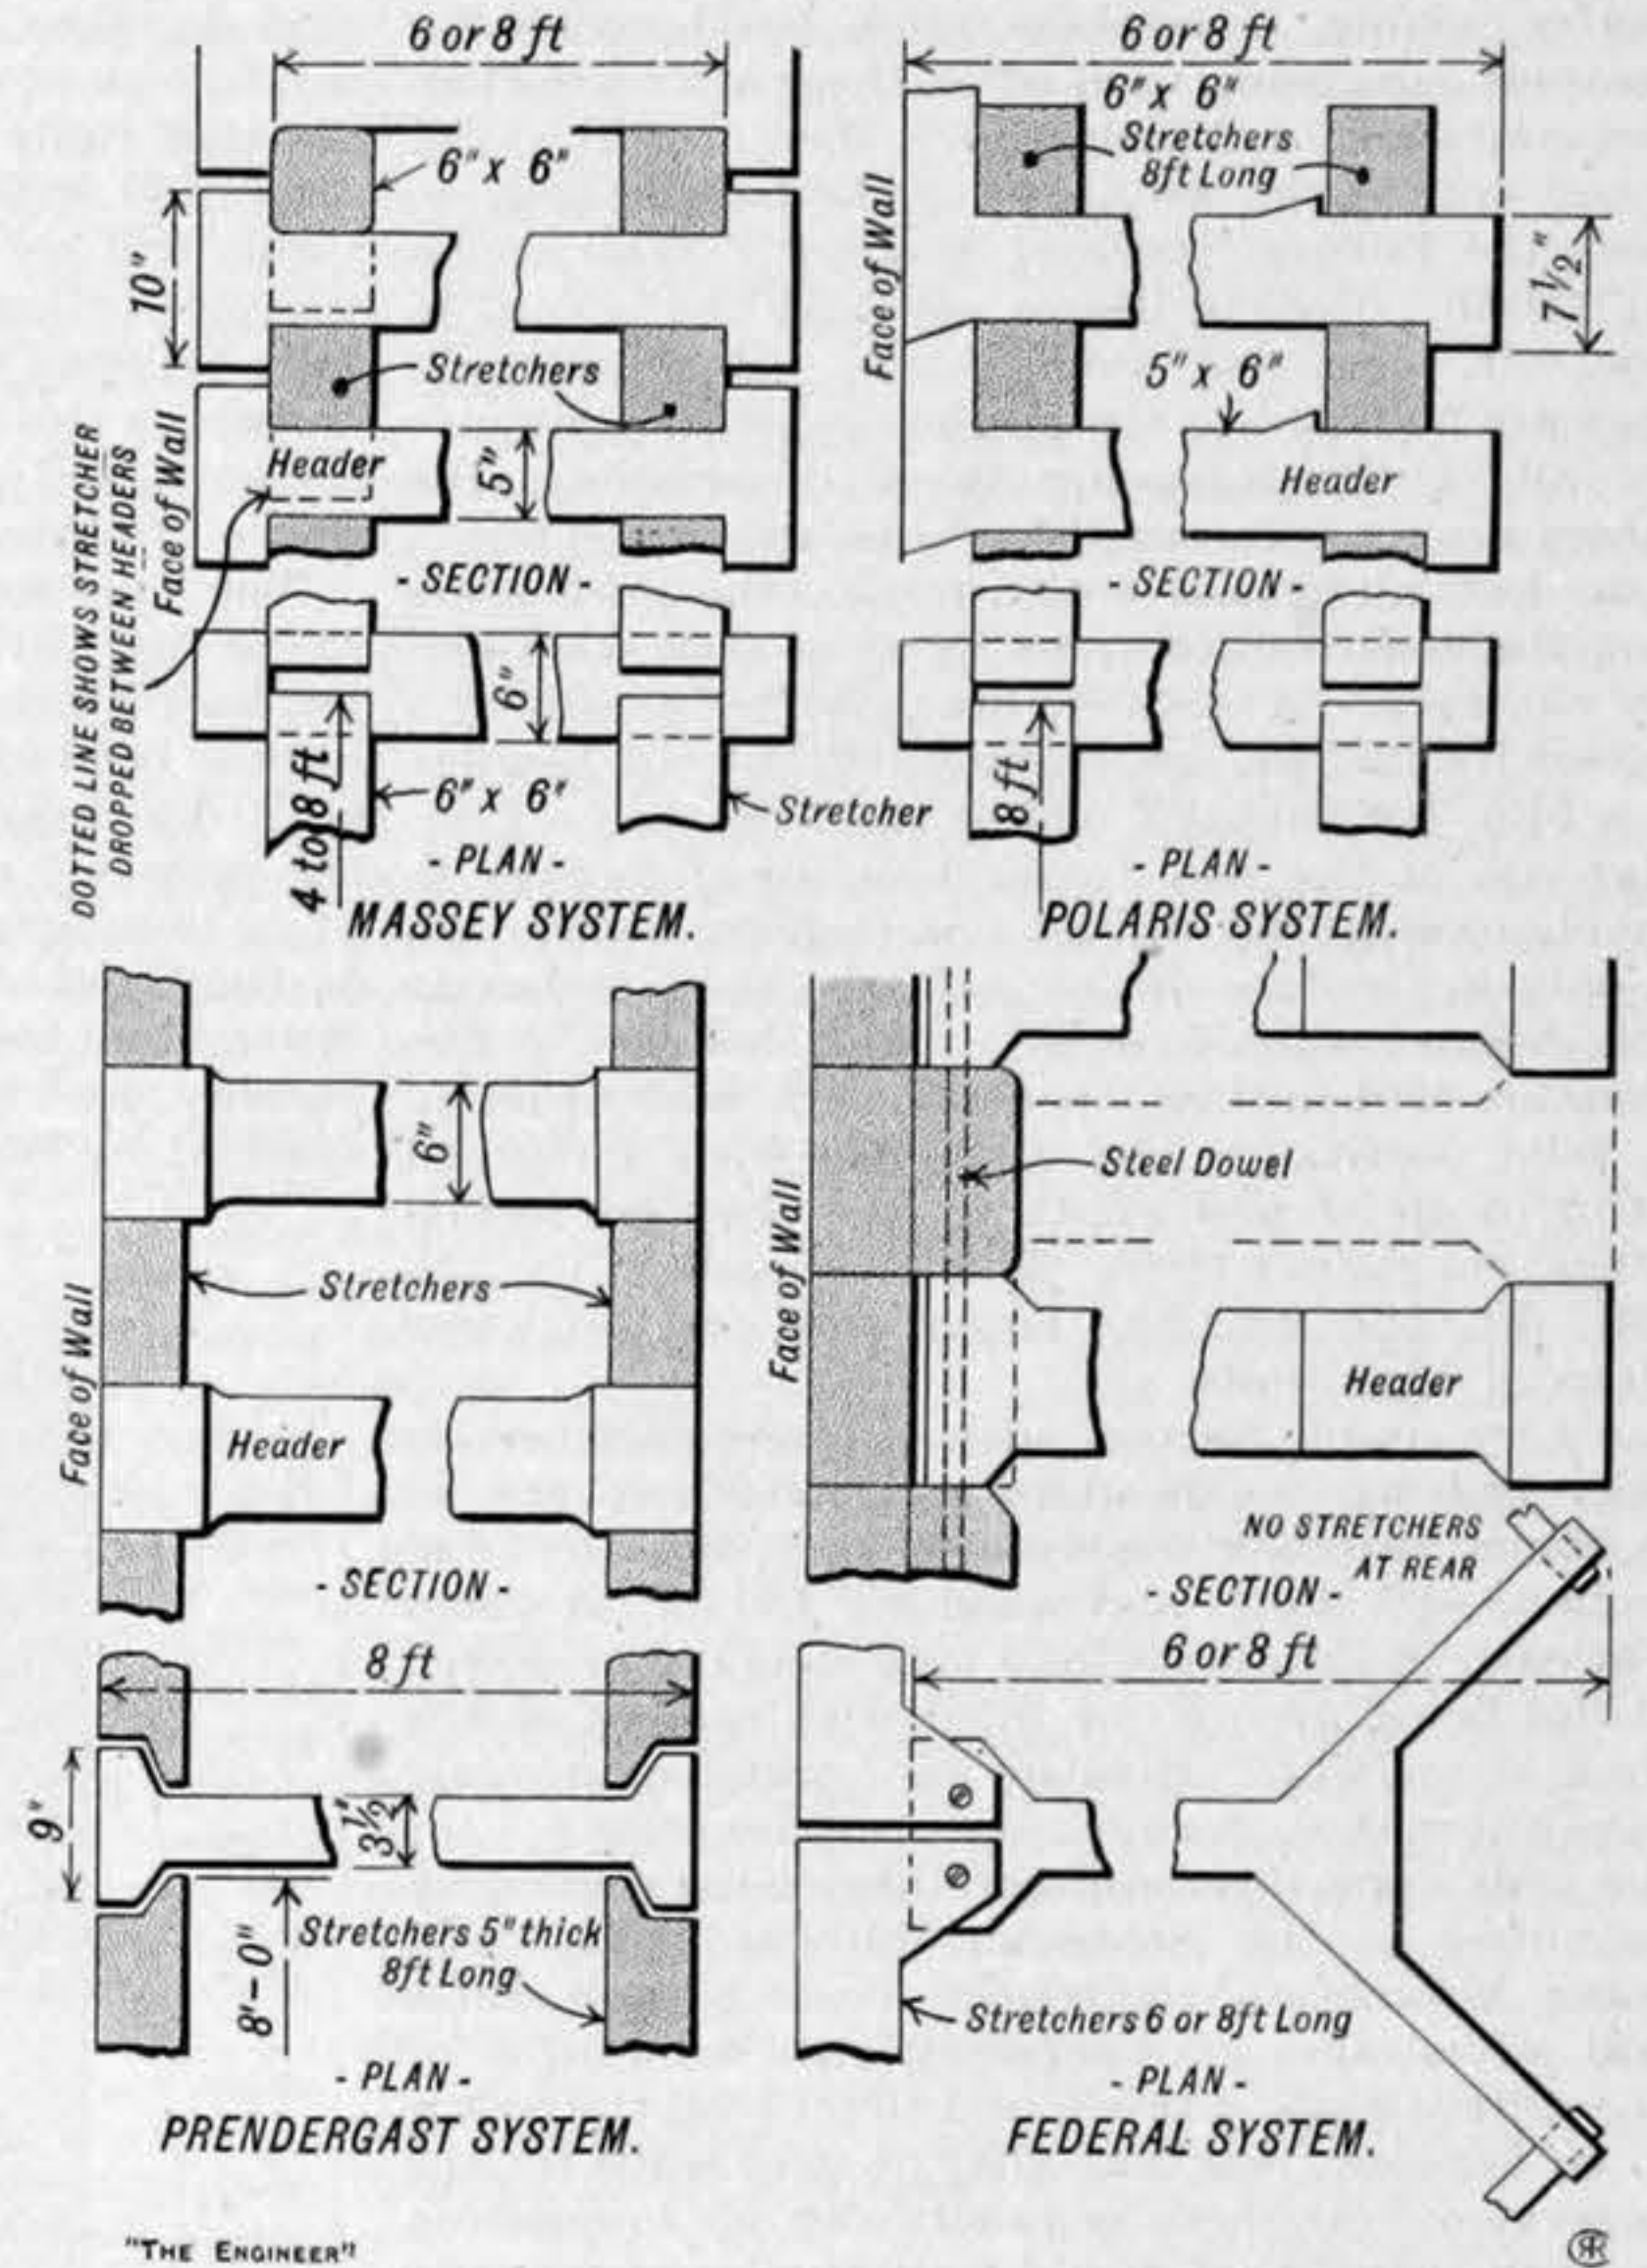 6 or 8 ft
6" x 6"
10"
Stretchers
Header
5"
Face of Wall
DOTTED LINE SHOWS STRETCHER
DROPPED BETWEEN HEADERS
- SECTION -
6"
4 to 8 ft
6" x 6"
Stretcher
- PLAN -
MASSEY SYSTEM.
6 or 8 ft
6" x 6"
Stretchers
8ft Long
Face of Wall
7 1/2"
5" x 6"
Header
- SECTION -
8 ft
- PLAN -
POLARIS SYSTEM.
6"
Stretchers
Face of Wall
Header
- SECTION -
8 ft
9"
3 1/2"
8"-0"
Stretchers 5" thick
8ft Long
- PLAN -
PRENDERGAST SYSTEM.
Steel Dowel
Face of Wall
Header
NO STRETCHERS
AT REAR
- SECTION -
6 or 8 ft
Stretchers 6 or 8ft Long
- PLAN -
FEDERAL SYSTEM.
"THE ENGINEER"